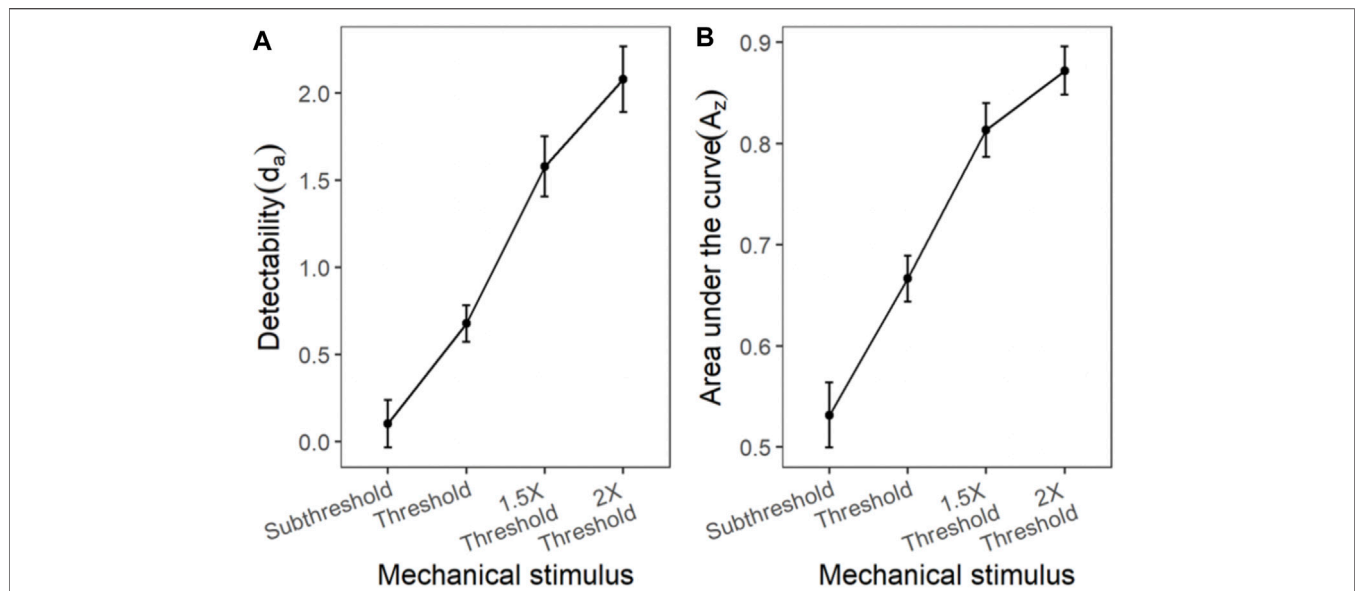 A
Detectability(da)
2.0
1.5
1.0
0.5
0.0
Subthreshold
Threshold
1.5X
Threshold
2X
Threshold
Mechanical stimulus
B
Area under the curve(Az)
0.9
0.8
0.7
0.6
0.5
Subthreshold
Threshold
1.5X
Threshold
2X
Threshold
Mechanical stimulus